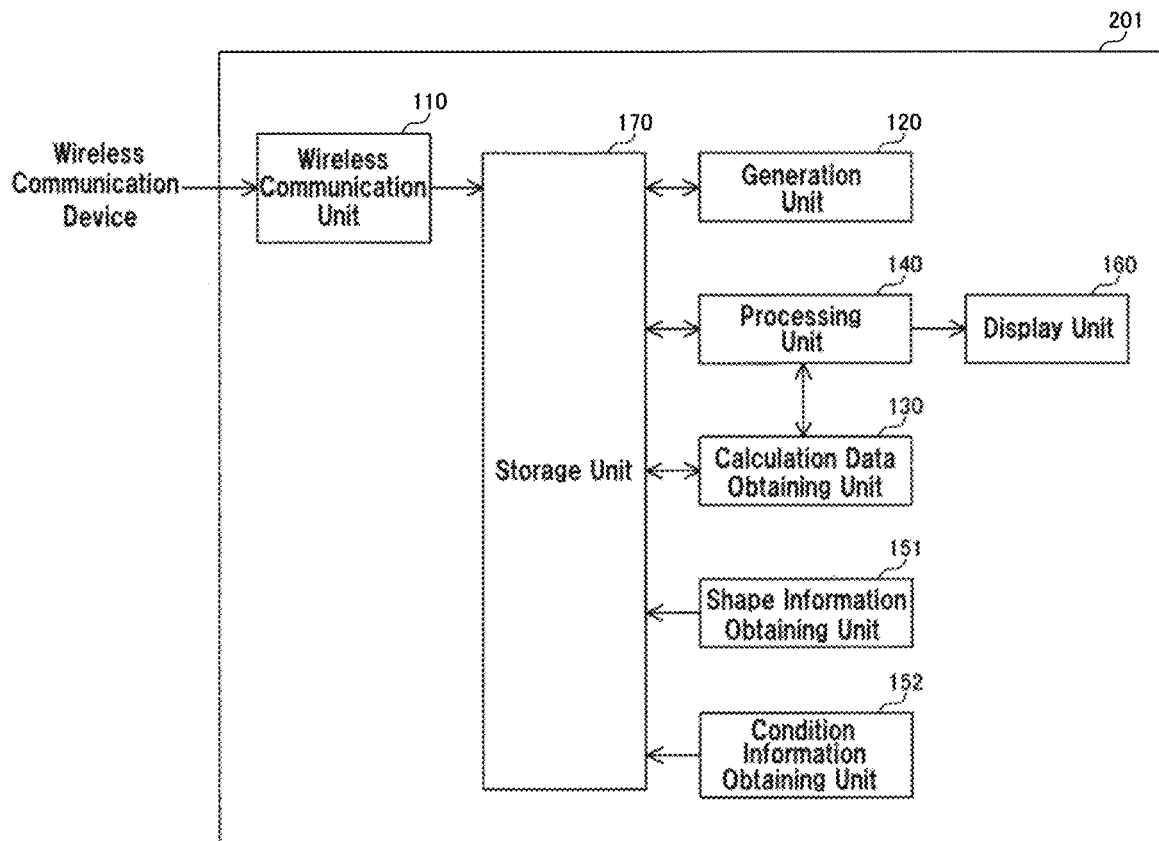 201
110
170
120
Wireless
Communication
Device
Wireless
Communication
Unit
Generation
Unit
140
160
Processing
Unit
Display Unit
130
Storage Unit
Calculation Data
Obtaining Unit
151
Shape Information
Obtaining Unit
152
Condition
Information
Obtaining Unit